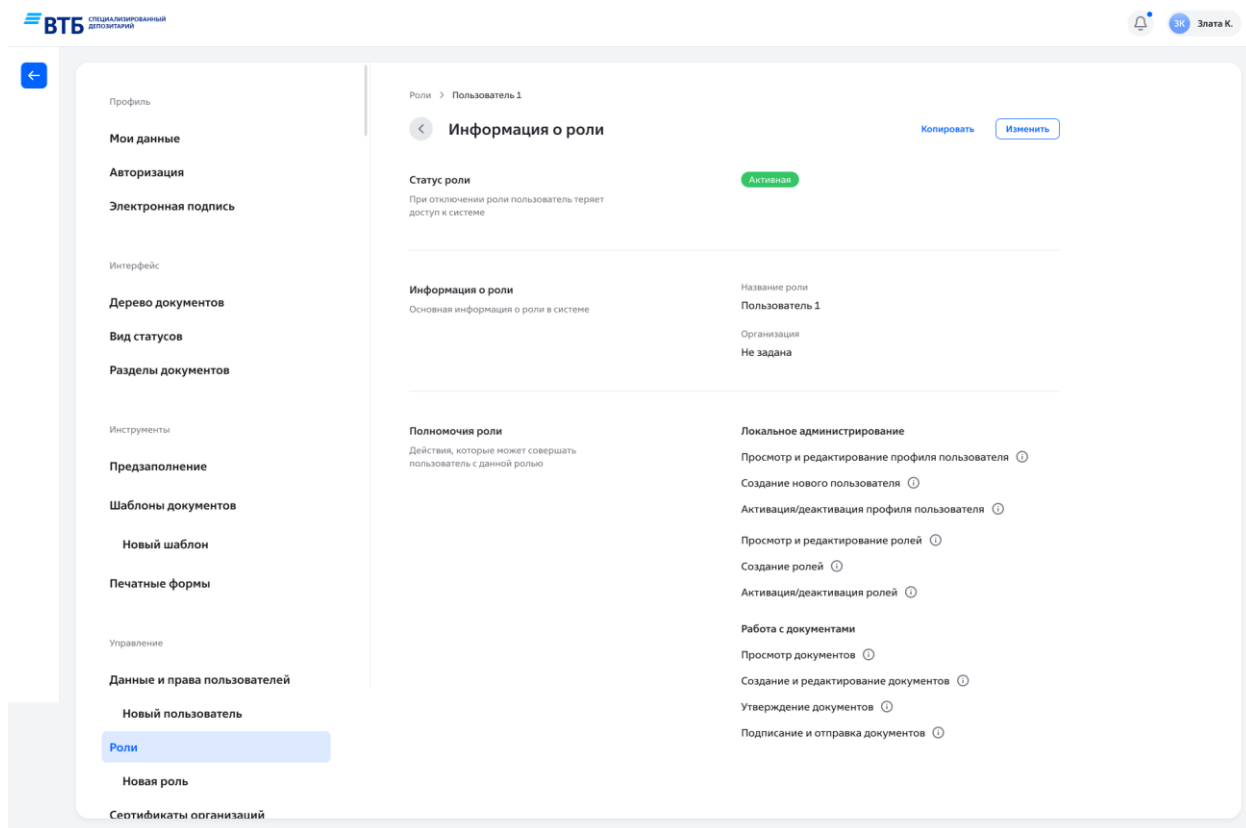 ВТБ СПЕЦИАЛИЗИРОВАННЫЙ
ДЕПОЗИТАРИЙ
ЗК Злата К.
Профиль
Мои данные
Авторизация
Электронная подпись
Интерфейс
Дерево документов
Вид статусов
Разделы документов
Инструменты
Предзаполнение
Шаблоны документов
Новый шаблон
Печатные формы
Управление
Данные и права пользователей
Новый пользователь
Роли
Новая роль
Сертификаты организаций
Роли > Пользователь 1
Информация о роли
Копировать
Изменить
Статус роли
При отключении роли пользователь теряет
доступ к системе
Активная
Информация о роли
Основная информация о роли в системе
Название роли
Пользователь 1
Организация
Не задана
Полномочия роли
Действия, которые может совершать
пользователь с данной ролью
Локальное администрирование
Просмотр и редактирование профиля пользователя
Создание нового пользователя
Активация/деактивация профиля пользователя
Просмотр и редактирование ролей
Создание ролей
Активация/деактивация ролей
Работа с документами
Просмотр документов
Создание и редактирование документов
Утверждение документов
Подписание и отправка документов